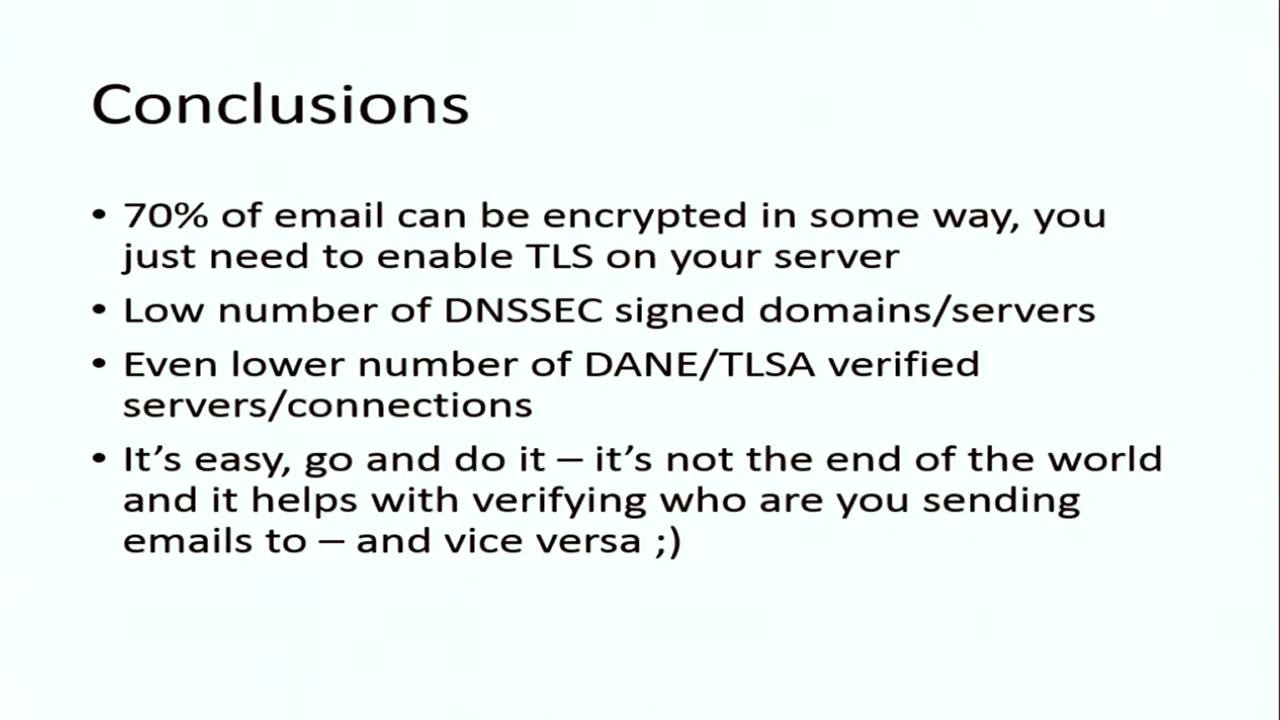 Conclusions
• 70% of email can be encrypted in some way, you
just need to enable TLS on your server
• Low number of DNSSEC signed domains/servers
• Even lower number of DANE/TLSA verified
servers/connections
• It’s easy, go and do it – it’s not the end of the world
and it helps with verifying who are you sending
emails to – and vice versa ;)